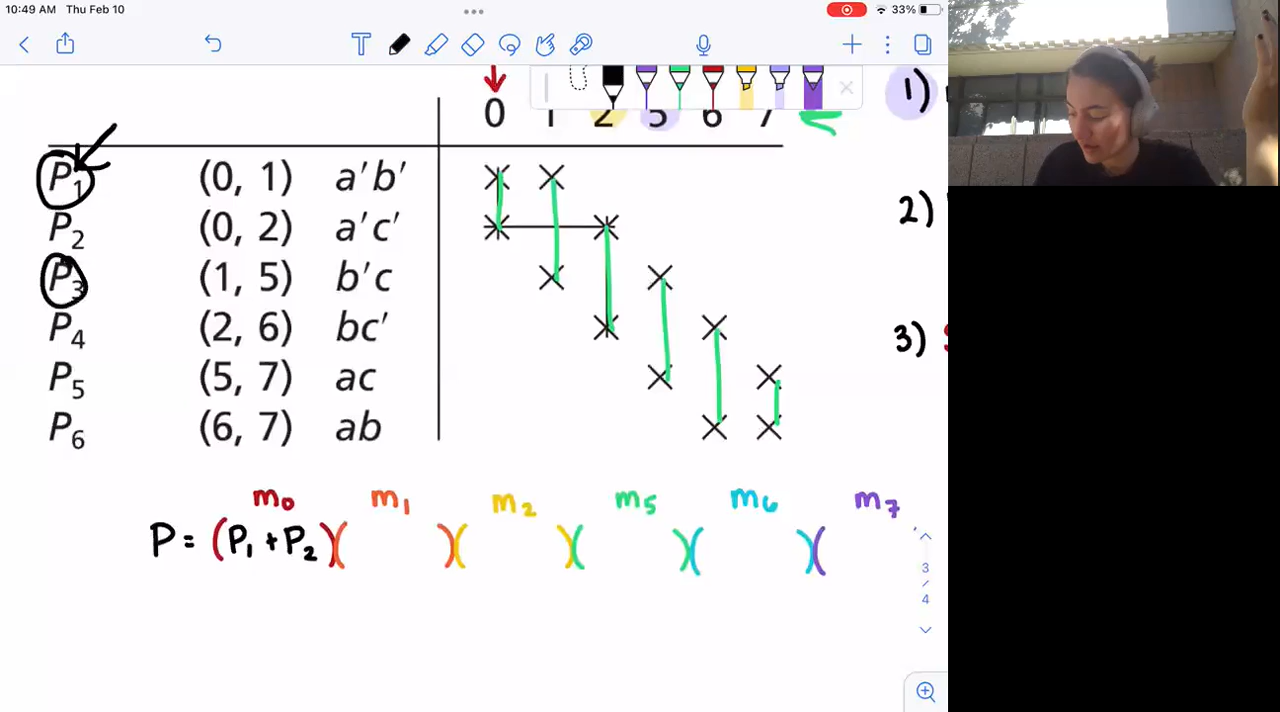 10:49 AM Thu Feb 10
33%
T
0 1 2 5 6 7
1)
P1 (0, 1) a'b'
P2 (0, 2) a'c'
2)
P3 (1, 5) b'c
P4 (2, 6) bc'
3)
P5 (5, 7) ac
P6 (6, 7) ab
m0 m1 m2 m5 m6 m7
P = (P1 + P2)( )( )( )( )(
3
/
4